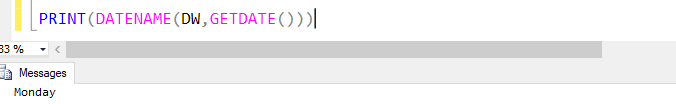 PRINT(DATENAME(DW,GETDATE()))
33 %
Messages
Monday